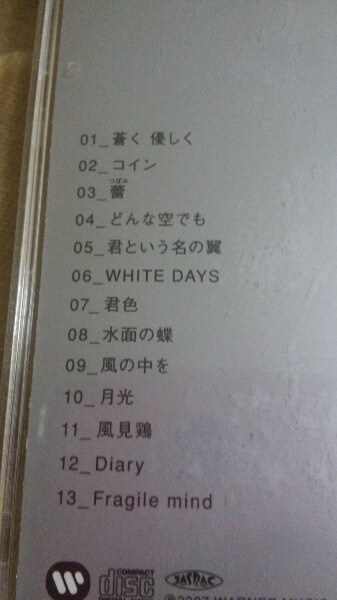 01_蒼く 優しく
02_コイン
つぼみ
03_蕾
04_どんな空でも
05_君という名の翼
06_WHITE DAYS
07_君色
08_水面の蝶
09_風の中を
10_月光
11_風見鶏
12_Diary
13_Fragile mind
COMPACT
disc
JASRAC